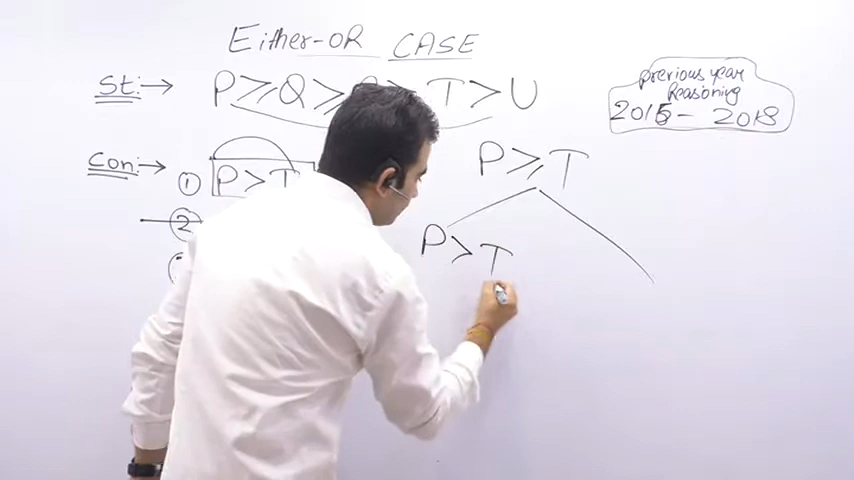 Either-OR CASE
St:→ P≥Q≥ T>U
previous year
Reasoning
2015-2018
Con:→ ① P>T
②
P≥T
P>T